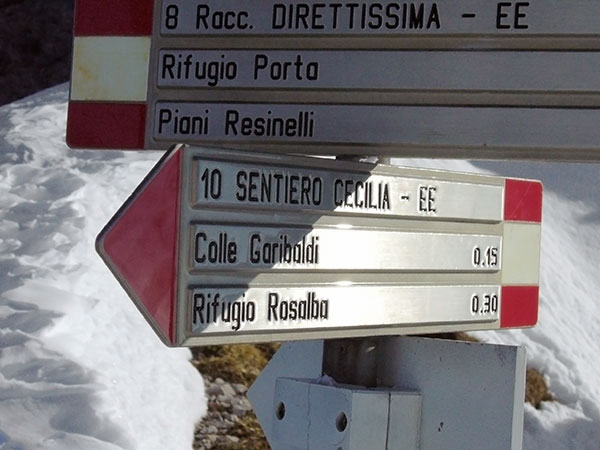 8 Racc. DIRETTISSIMA - EE
Rifugio Porta
Piani Resinelli
10 SENTIERO CECILIA - EE
Colle Garibaldi 0.15
Rifugio Rosalba 0.30